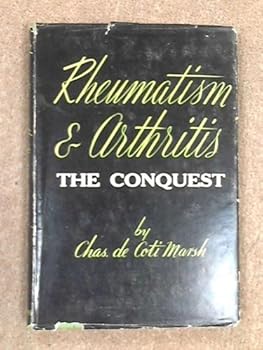 Rheumatism
& Arthritis
THE CONQUEST
by
Chas. de Coti Marsh